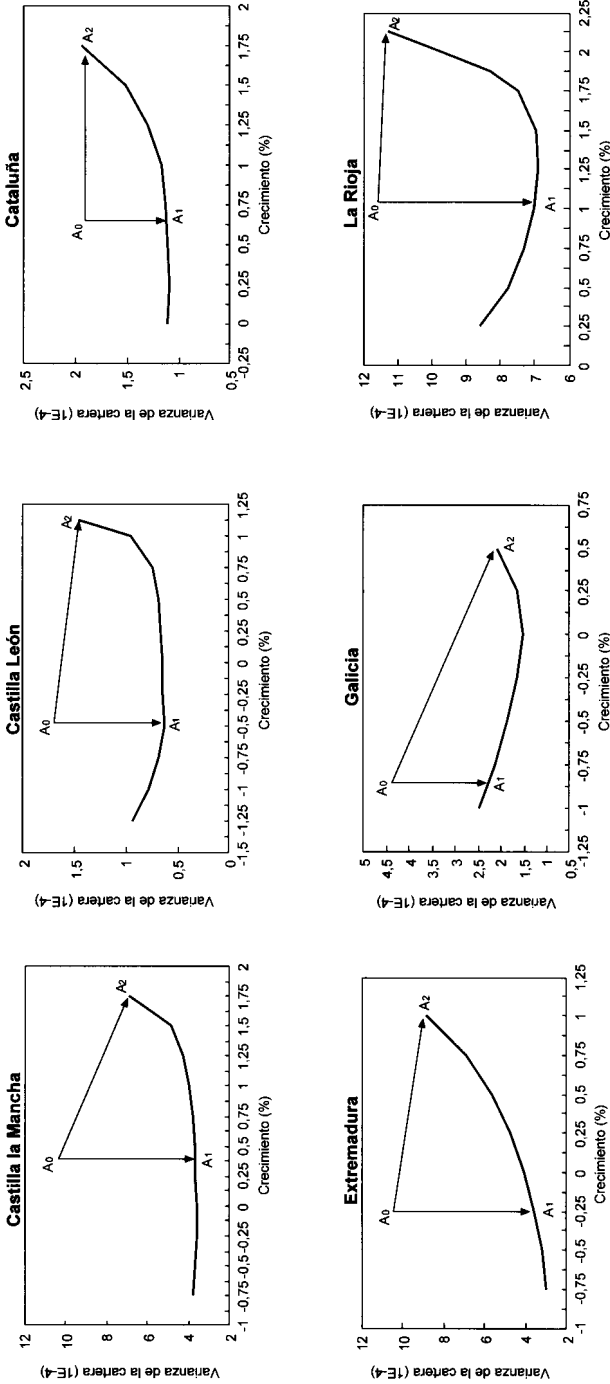 Castilla la Mancha
Varianza de la cartera (1E-4)
12
10
8
6
4
2
A0
A1
A2
-1 -0,75 -0,5 -0,25 0 0,25 0,5 0,75 1 1,25 1,5 1,75 2
Crecimiento (%)
Castilla León
Varianza de la cartera (1E-4)
2
1,5
1
0,5
0
A0
A1
A2
-1,5 -1,25 -1 -0,75 -0,5 -0,25 0 0,25 0,5 0,75 1 1,25
Crecimiento (%)
Cataluña
Varianza de la cartera (1E-4)
2,5
2
1,5
1
0,5
A0
A1
A2
-0,25 0 0,25 0,5 0,75 1 1,25 1,5 1,75 2
Crecimiento (%)
Extremadura
Varianza de la cartera (1E-4)
12
10
8
6
4
2
A0
A1
A2
-1 -0,75 -0,5 -0,25 0 0,25 0,5 0,75 1 1,25
Crecimiento (%)
Galicia
Varianza de la cartera (1E-4)
5
4,5
4
3,5
3
2,5
2
1,5
1
0,5
A0
A1
A2
-1,25 -1 -0,75 -0,5 -0,25 0 0,25 0,5 0,75
Crecimiento (%)
La Rioja
Varianza de la cartera (1E-4)
12
11
10
9
8
7
6
A0
A1
A2
0 0,25 0,5 0,75 1 1,25 1,5 1,75 2 2,25
Crecimiento (%)